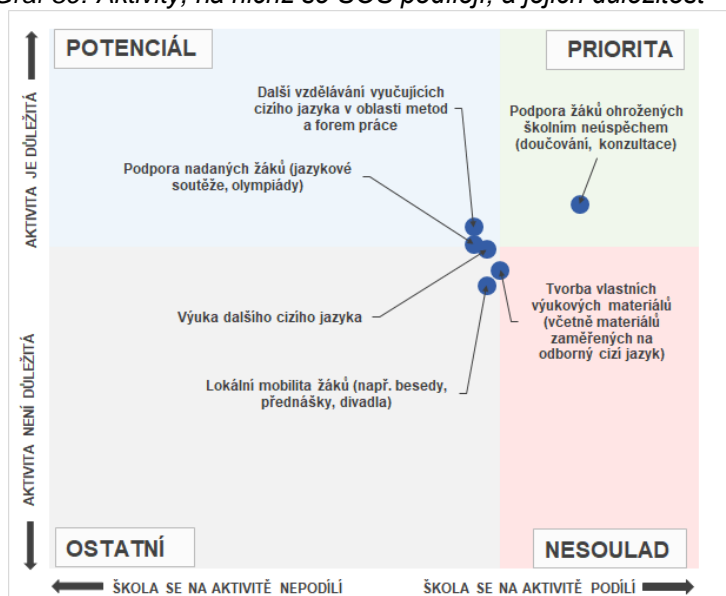 Graf 39: Aktivity, na nichž se SOŠ podílejí, a jejich důležitost
POTENCIÁL
PRIORITA
AKTIVITA JE DŮLEŽITÁ
Další vzdělávání vyučujících
cizího jazyka v oblasti metod
a forem práce
Podpora žáků ohrožených
školním neúspěchem
(doučování, konzultace)
Podpora nadaných žáků (jazykové
soutěže, olympiády)
Výuka dalšího cizího jazyka
Tvorba vlastních
výukových materiálů
(včetně materiálů
zaměřených na
odborný cizí jazyk)
Lokální mobilita žáků (např. besedy,
přednášky, divadla)
AKTIVITA NENÍ DŮLEŽITÁ
OSTATNÍ
NESOULAD
ŠKOLA SE NA AKTIVITĚ NEPODÍLÍ
ŠKOLA SE NA AKTIVITĚ PODÍLÍ